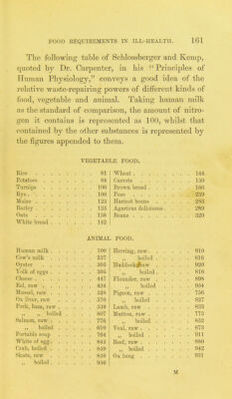 FOOD REQUIREMENTS IN ILL-HEALTH. 161
The following table of Schlossberger and Kemp,
quoted by Dr. Carpenter, in his “Principles of
Human Physiology,” conveys a good idea of the
relative waste-repairing powers of different kinds of
food, vegetable and animal. Taking human milk
as the standard of comparison, the amount of nitro-
gen it contains is represented as 100, whilst that
contained by the other substances is represented by
the figures appended to them.
VEGETABLE FOOD.
Rice 81
Potatoes 84
Turnips 106
Rye 106
Maize 123
Barley 125
Oats 138
White bread 142
Wheat 144
Carrots 150
Brown bread 166
Peas 239
Haricot beans 283
Agaricus deliciosus 289
Beans 320
ANIMAL FOOD.
Human milk 100
Cow's milk 237
Oyster 305
Yolk of eggs 305
Cheese 447
Eel, raw 434
Mussel, raw 528
Ox liver, raw 570
Pork, ham, raw 539
„ „ boiled 807
Salmon, raw 776
„ boiled 610
Portable soup 764
White of egg 845
Crab, boiled 859
Skate, raw 859
„ boiled 956
Herring, raw 910
„ boiled 808
Haddock, raw 920
„ boiled 816
Flounder, raw 898
„ boiled 954
Pigeon, raw 756
„ boiled 827
Lamb, raw 833
Mutton, raw 773
„ boiled 852
Veal, raw 873
„ boiled 911
Beef, raw 880
„ boiled 942
Ox lung 931
M